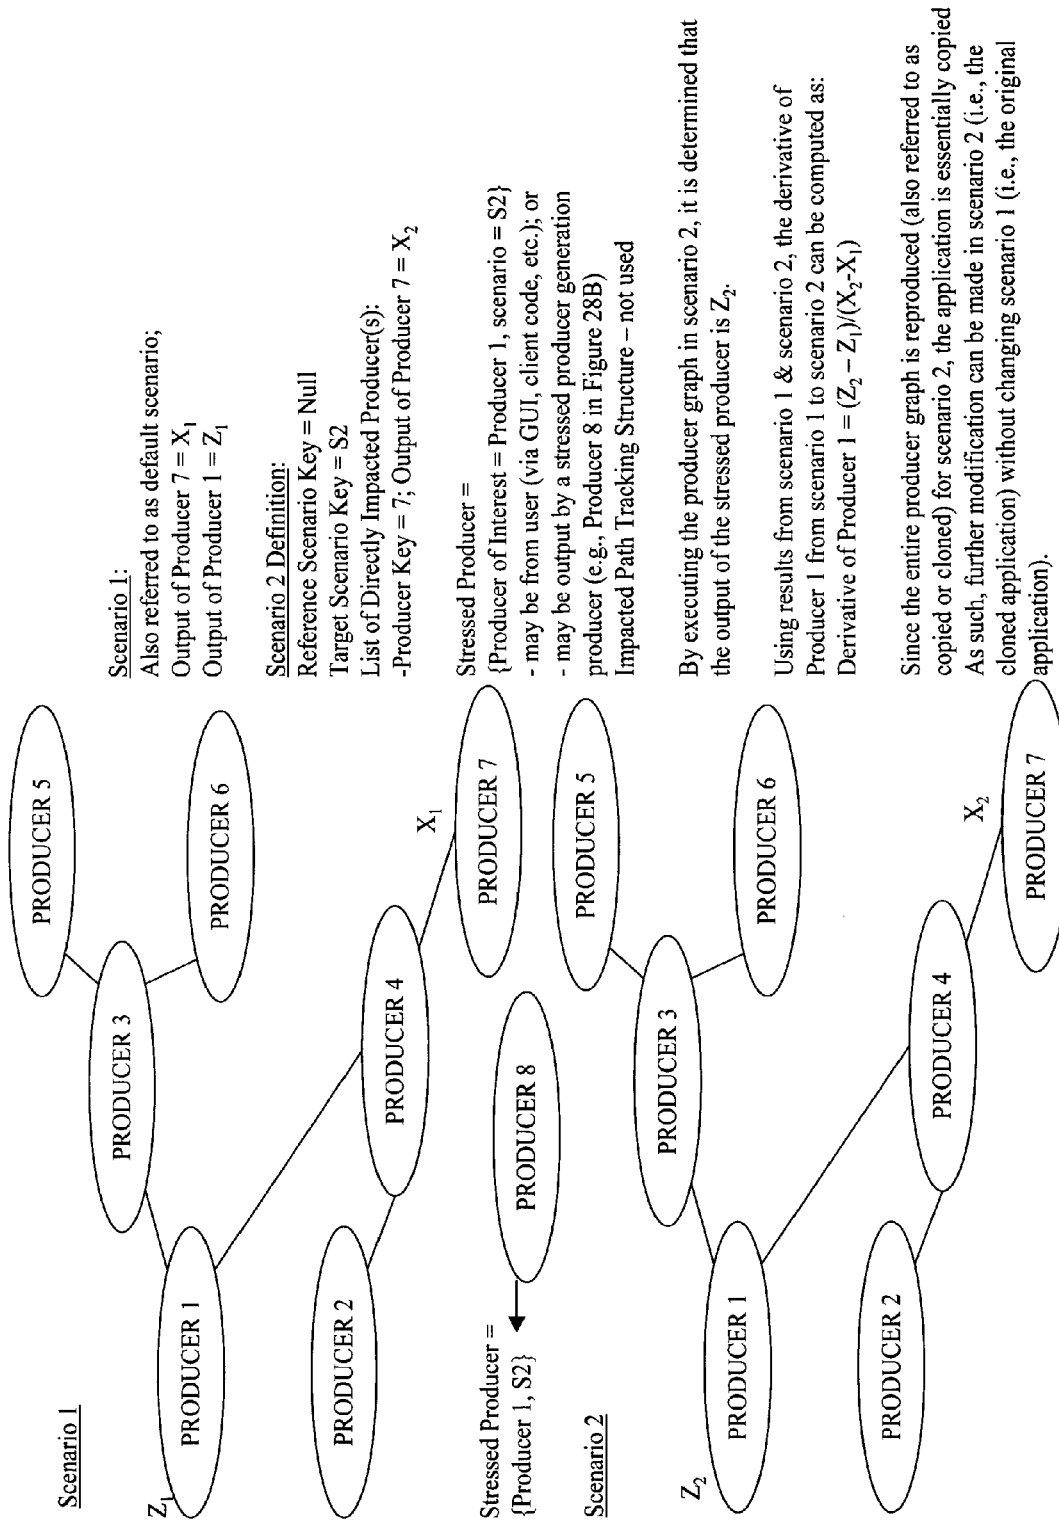 Scenario 1
Z1
PRODUCER 1
PRODUCER 2
PRODUCER 3
PRODUCER 4
PRODUCER 5
PRODUCER 6
X1
PRODUCER 7
Stressed Producer =
{Producer 1, S2}
PRODUCER 8
Scenario 2
Z2
PRODUCER 1
PRODUCER 2
PRODUCER 3
PRODUCER 4
PRODUCER 5
PRODUCER 6
X2
PRODUCER 7
Scenario 1:
Also referred to as default scenario;
Output of Producer 7 = X1
Output of Producer 1 = Z1
Scenario 2 Definition:
Reference Scenario Key = Null
Target Scenario Key = S2
List of Directly Impacted Producer(s):
-Producer Key = 7; Output of Producer 7 = X2
Stressed Producer =
{Producer of Interest = Producer 1, scenario = S2}
- may be from user (via GUI, client code, etc.); or
- may be output by a stressed producer generation
producer (e.g., Producer 8 in Figure 28B)
Impacted Path Tracking Structure – not used
By executing the producer graph in scenario 2, it is determined that
the output of the stressed producer is Z2.
Using results from scenario 1 & scenario 2, the derivative of
Producer 1 from scenario 1 to scenario 2 can be computed as:
Derivative of Producer 1 = (Z2 – Z1)/(X2-X1)
Since the entire producer graph is reproduced (also referred to as
copied or cloned) for scenario 2, the application is essentially copied
As such, further modification can be made in scenario 2 (i.e., the
cloned application) without changing scenario 1 (i.e., the original
application).